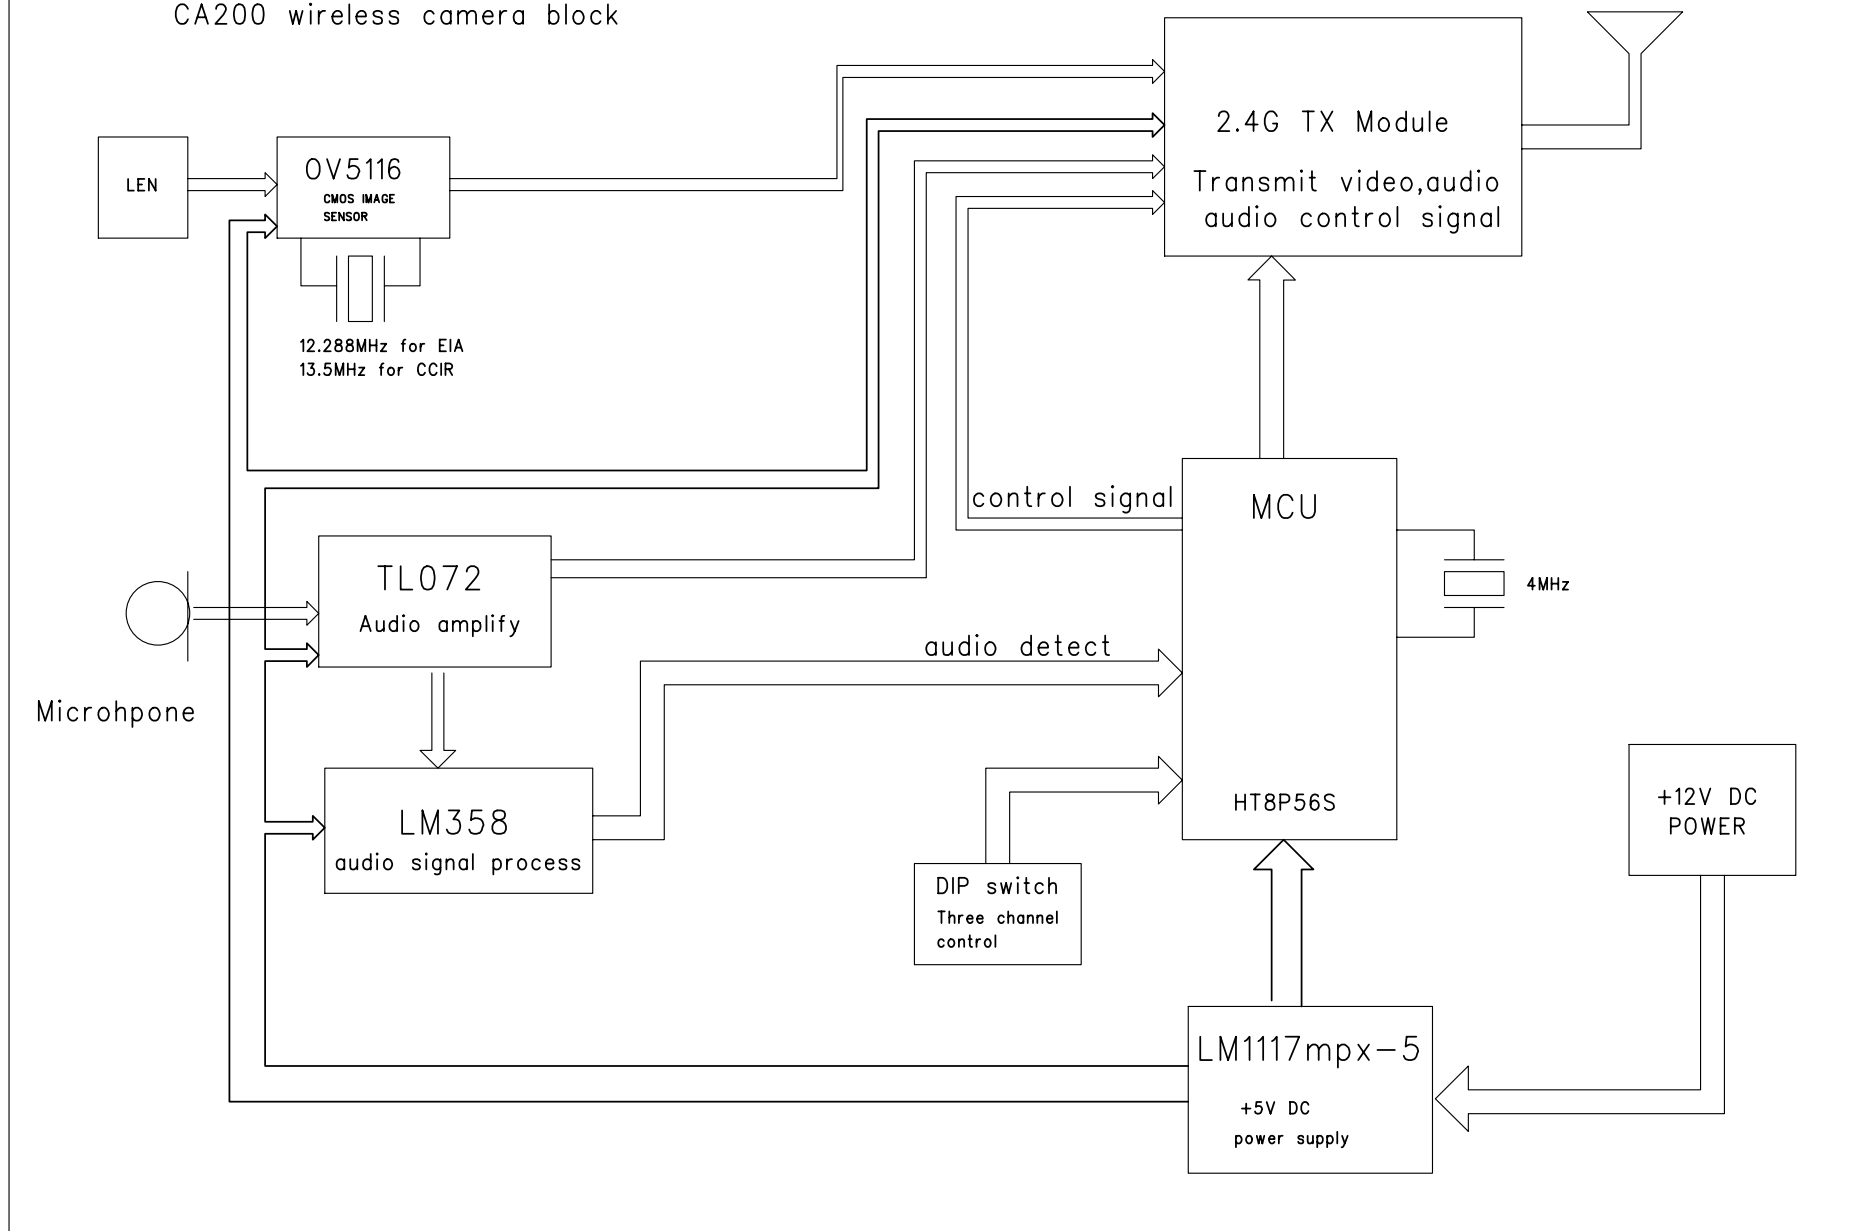 CA200 wireless camera block
2.4G TX Module
Transmit video,audio
audio control signal
LEN
OV5116
CMOS IMAGE
SENSOR
12.288MHz for EIA
13.5MHz for CCIR
control signal
MCU
4MHz
TL072
Audio amplify
audio detect
Microhpone
HT8P56S
LM358
audio signal process
+12V DC
POWER
DIP switch
Three channel
control
LM1117mpx-5
+5V DC
power supply